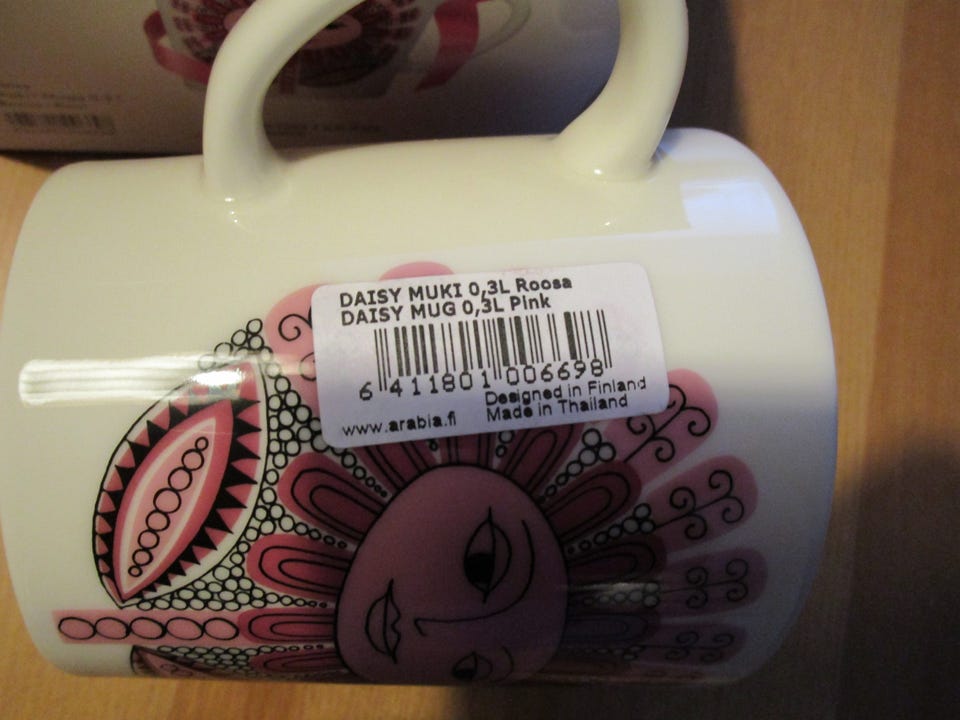 DAISY MUKI 0,3L Roosa
DAISY MUG 0,3L Pink
6 411801 006698
Designed in Finland
Made in Thailand
www.arabia.fi